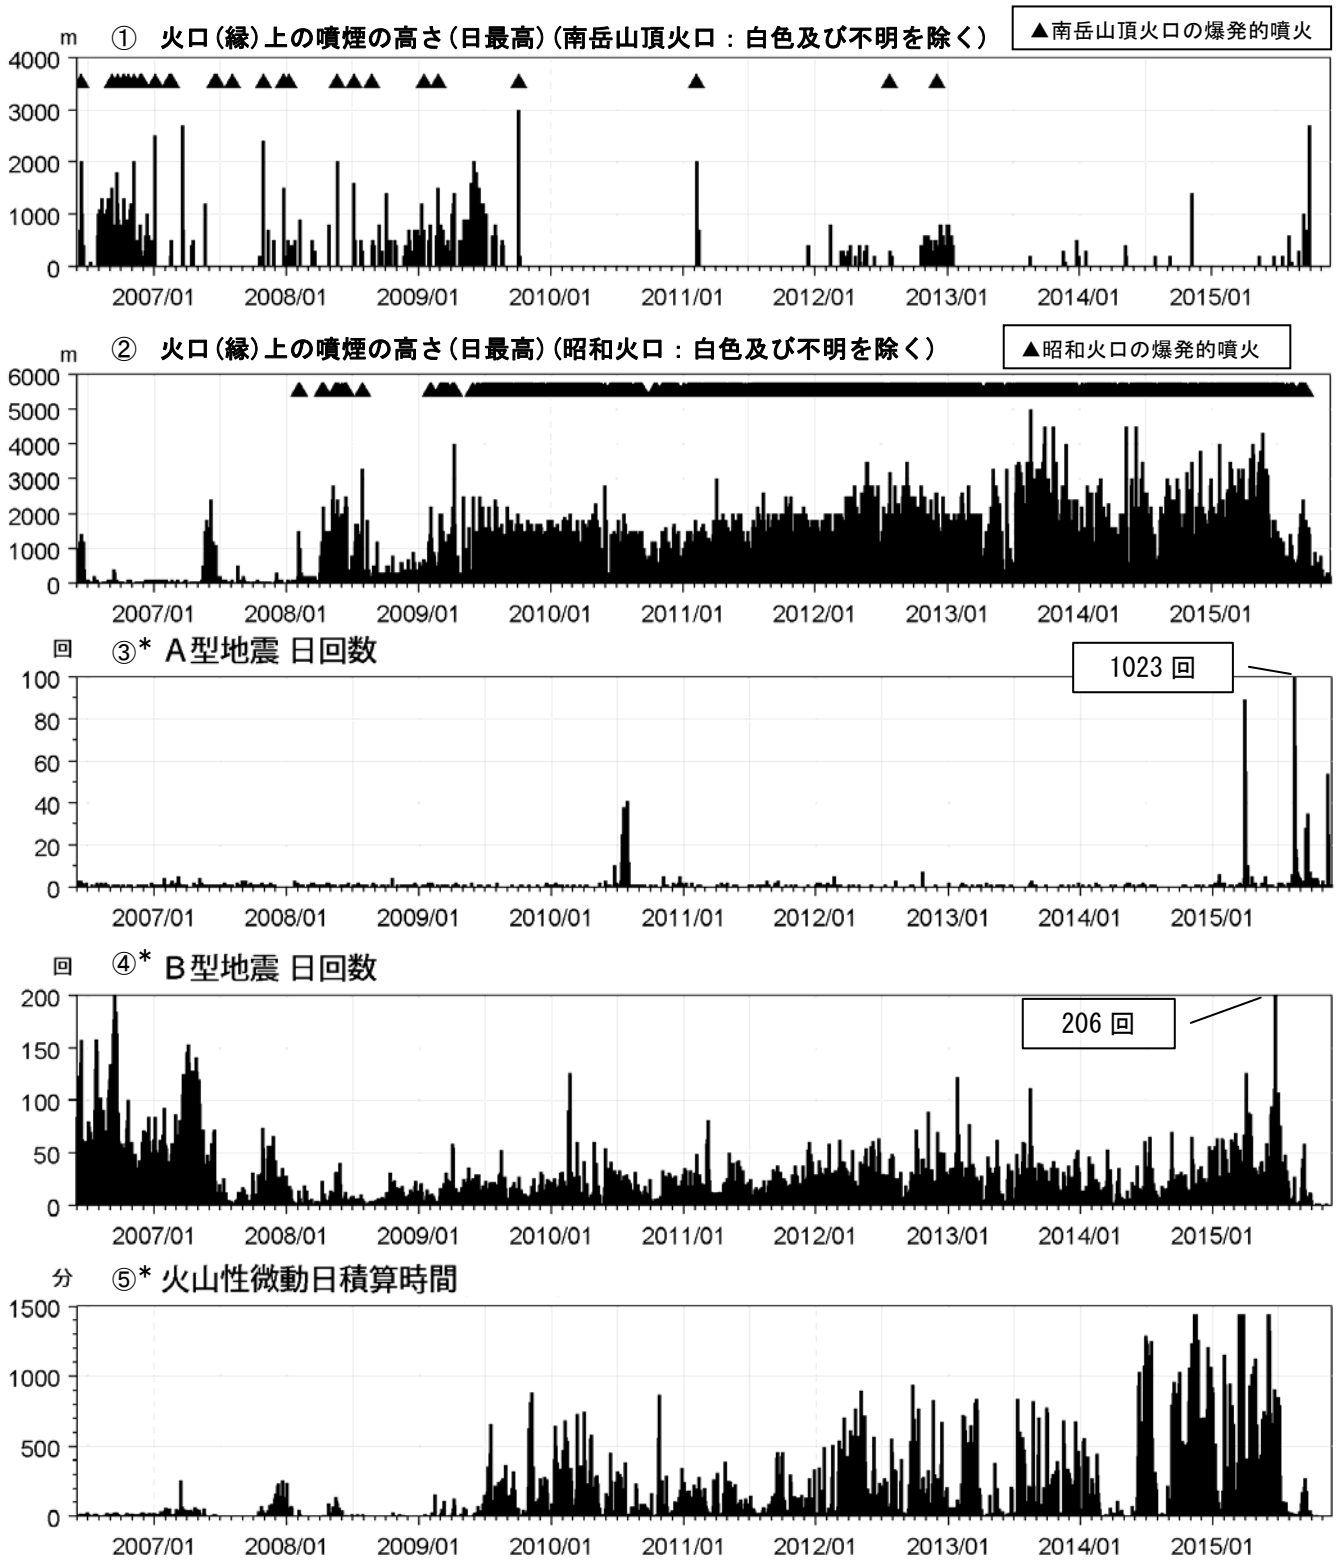 m ① 火口(縁)上の噴煙の高さ(日最高)(南岳山頂火口：白色及び不明を除く)
▲南岳山頂火口の爆発的噴火
4000
3000
2000
1000
0
2007/01 2008/01 2009/01 2010/01 2011/01 2012/01 2013/01 2014/01 2015/01
m ② 火口(縁)上の噴煙の高さ(日最高)(昭和火口：白色及び不明を除く)
▲昭和火口の爆発的噴火
6000
5000
4000
3000
2000
1000
0
2007/01 2008/01 2009/01 2010/01 2011/01 2012/01 2013/01 2014/01 2015/01
回 ③* A型地震 日回数
1023 回
100
80
60
40
20
0
2007/01 2008/01 2009/01 2010/01 2011/01 2012/01 2013/01 2014/01 2015/01
回 ④* B型地震 日回数
206 回
200
150
100
50
0
2007/01 2008/01 2009/01 2010/01 2011/01 2012/01 2013/01 2014/01 2015/01
分 ⑤* 火山性微動日積算時間
1500
1000
500
0
2007/01 2008/01 2009/01 2010/01 2011/01 2012/01 2013/01 2014/01 2015/01